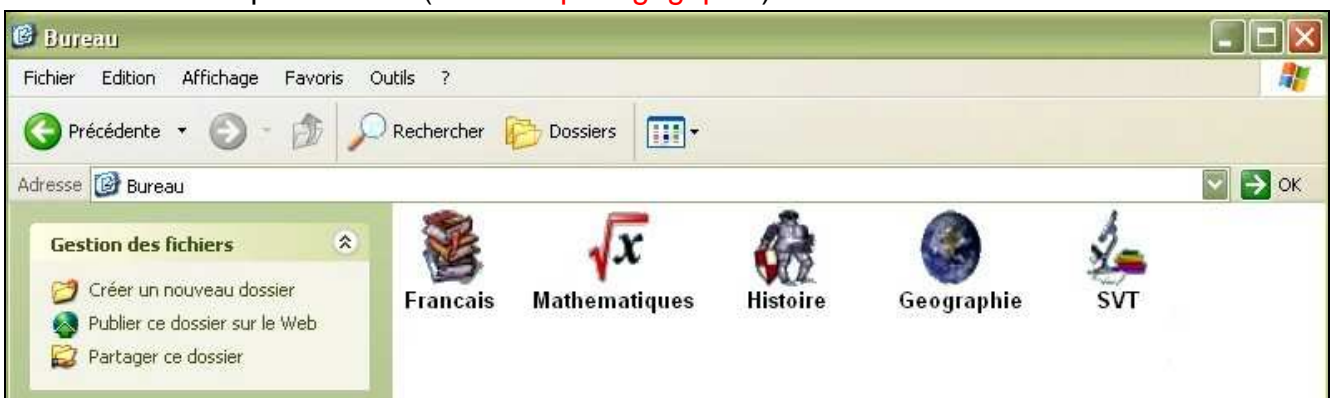 Bureau
Fichier Edition Affichage Favoris Outils ?
Précédente Rechercher Dossiers
Adresse Bureau OK
Gestion des fichiers
Créer un nouveau dossier
Publier ce dossier sur le Web
Partager ce dossier
Francais Mathematiques Histoire Geographie SVT